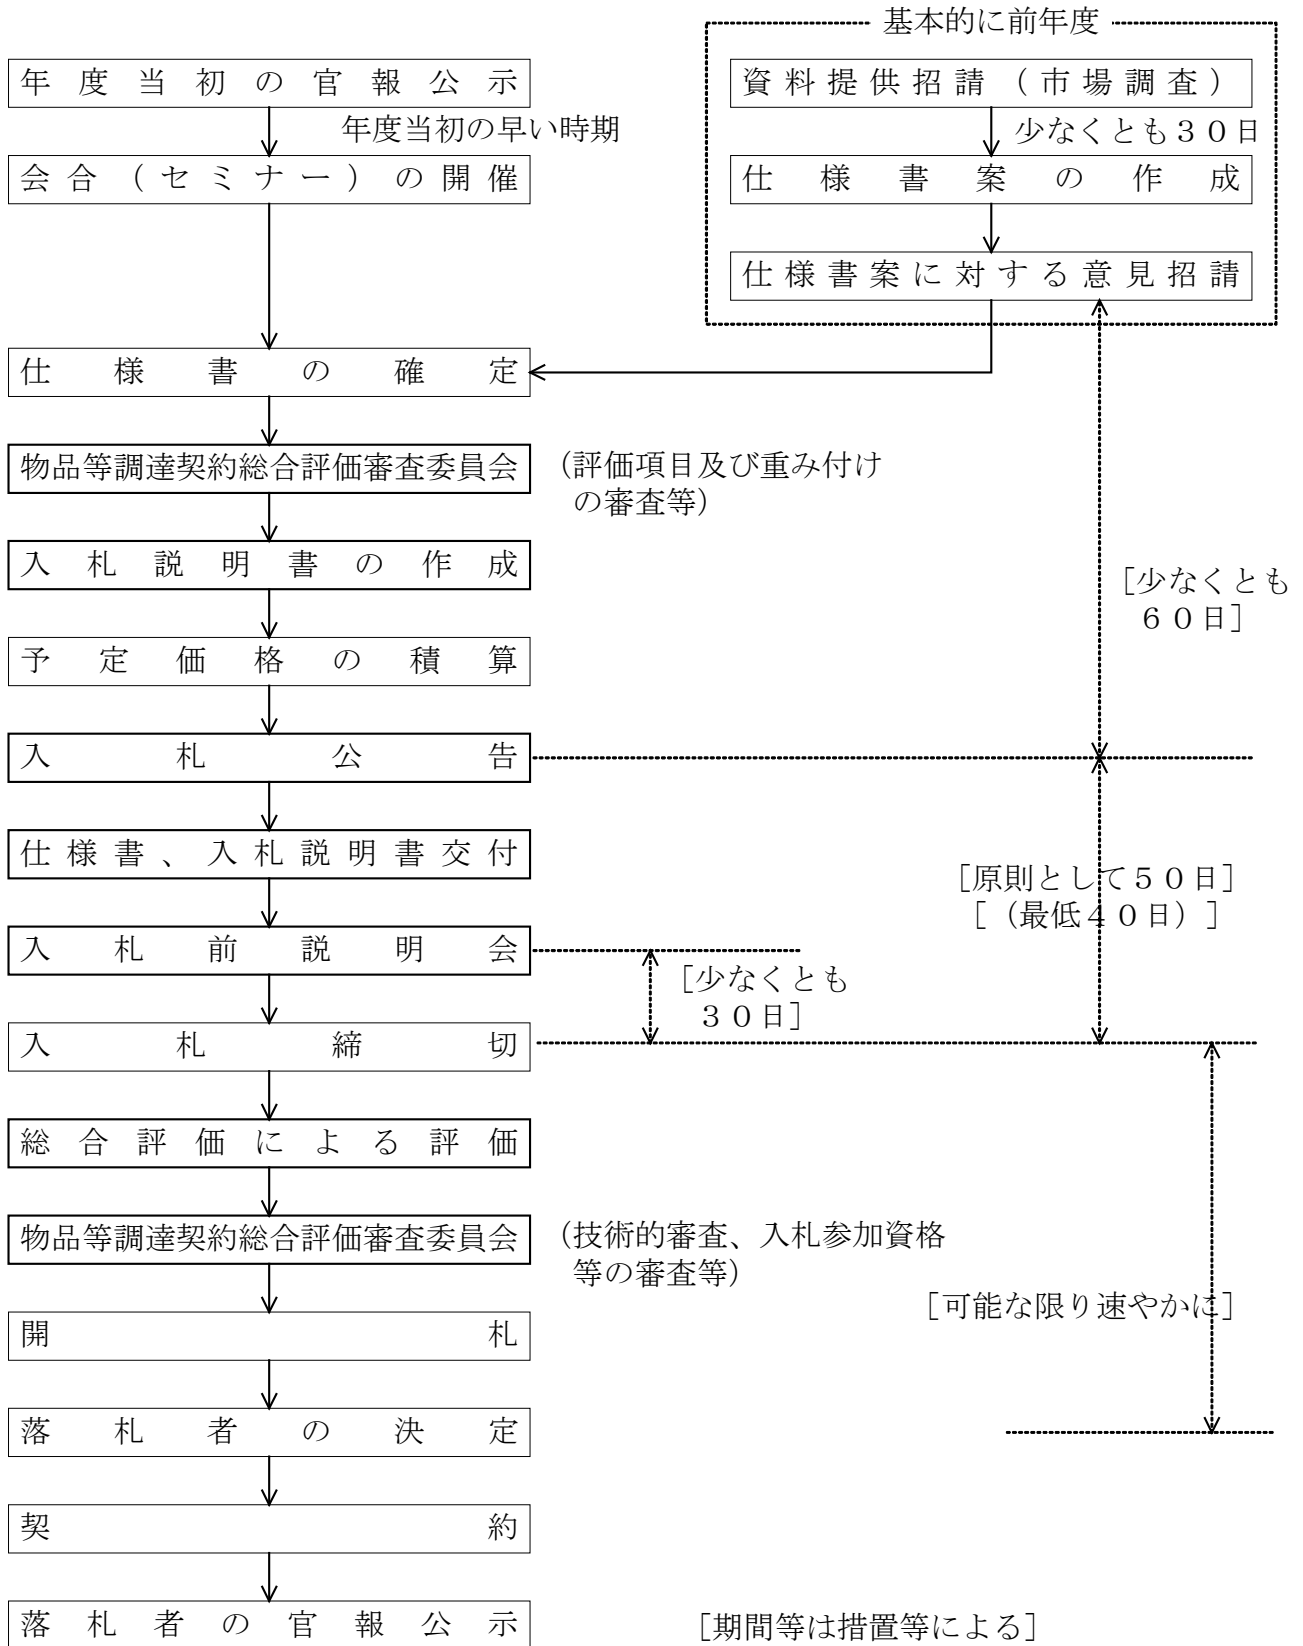 基本的に前年度
年度当初の官報公示
資料提供招請（市場調査）
年度当初の早い時期
少なくとも３０日
会合（セミナー）の開催
仕様書案の作成
仕様書案に対する意見招請
仕様書の確定
物品等調達契約総合評価審査委員会
（評価項目及び重み付け
の審査等）
入札説明書の作成
［少なくとも
６０日］
予定価格の積算
入札公告
仕様書、入札説明書交付
［原則として５０日］
［（最低４０日）］
入札前説明会
［少なくとも
３０日］
入札締切
総合評価による評価
物品等調達契約総合評価審査委員会
（技術的審査、入札参加資格
等の審査等）
［可能な限り速やかに］
開札
落札者の決定
契約
落札者の官報公示
［期間等は措置等による］